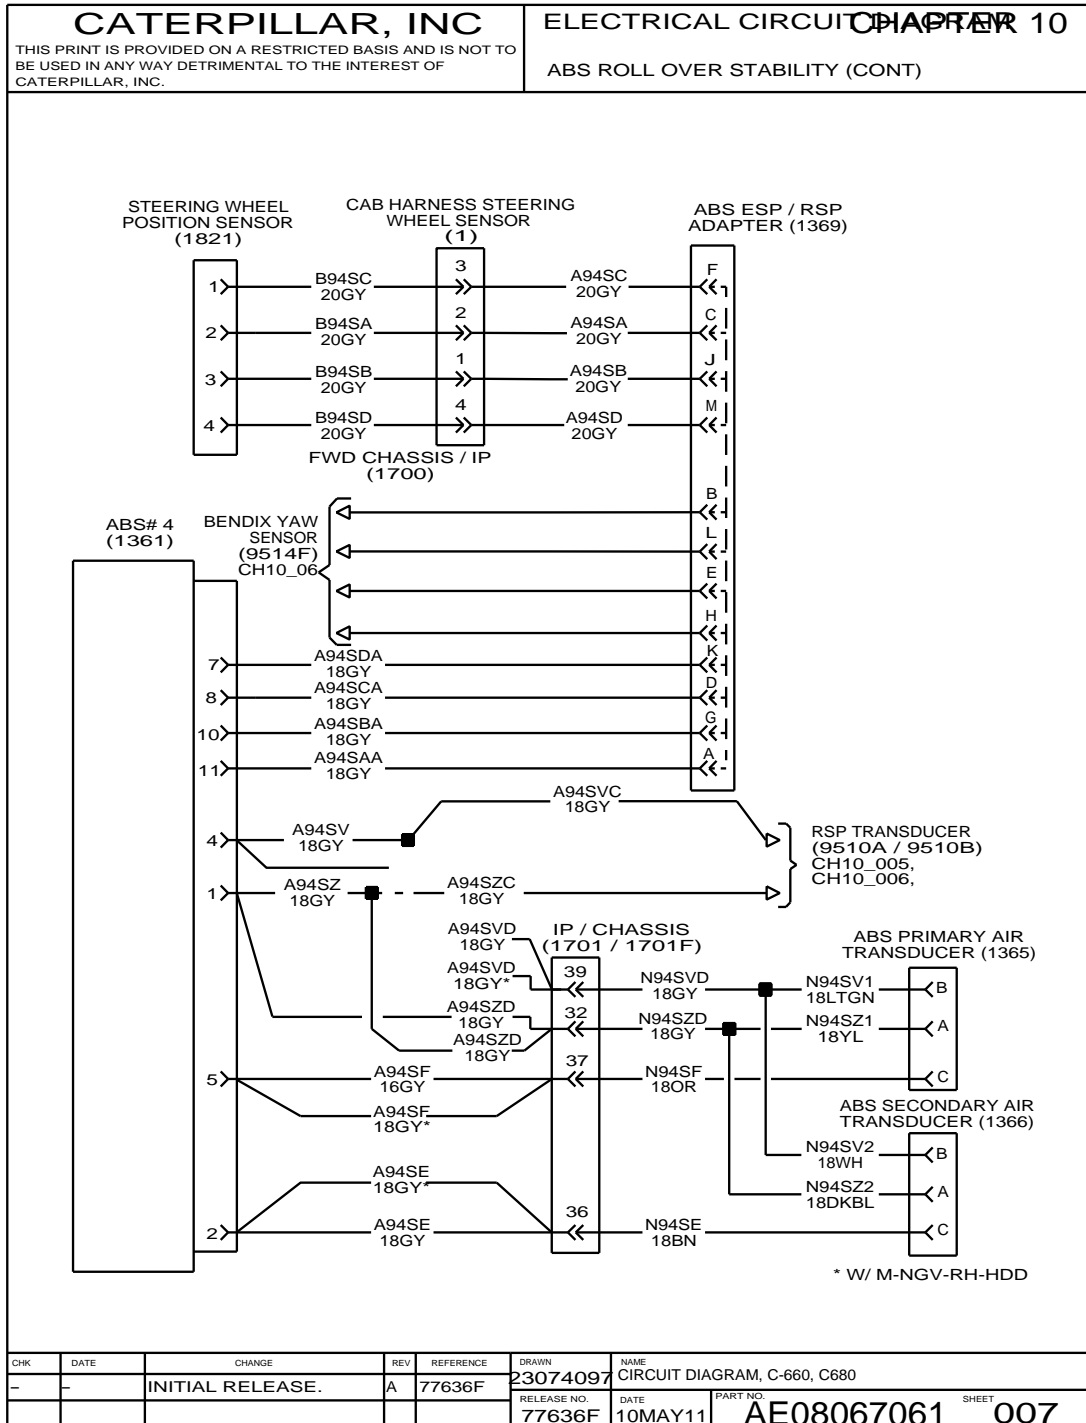 CATERPILLAR, INC
THIS PRINT IS PROVIDED ON A RESTRICTED BASIS AND IS NOT TO
BE USED IN ANY WAY DETRIMENTAL TO THE INTEREST OF
CATERPILLAR, INC.
ELECTRICAL CIRCUIT DIAGRAM
CHAPTER 10
ABS ROLL OVER STABILITY (CONT)
STEERING WHEEL
POSITION SENSOR
(1821)
CAB HARNESS STEERING
WHEEL SENSOR
(1)
ABS ESP / RSP
ADAPTER (1369)
1
B94SC
20GY
3
A94SC
20GY
F
2
B94SA
20GY
2
A94SA
20GY
C
3
B94SB
20GY
1
A94SB
20GY
J
4
B94SD
20GY
4
A94SD
20GY
M
FWD CHASSIS / IP
(1700)
ABS# 4
(1361)
BENDIX YAW
SENSOR
(9514F)
CH10_06
B
L
E
H
7
A94SDA
18GY
K
8
A94SCA
18GY
D
10
A94SBA
18GY
G
11
A94SAA
18GY
A
4
A94SV
18GY
A94SVC
18GY
RSP TRANSDUCER
(9510A / 9510B)
CH10_005,
CH10_006,
1
A94SZ
18GY
A94SZC
18GY
A94SVD
18GY
IP / CHASSIS
(1701 / 1701F)
ABS PRIMARY AIR
TRANSDUCER (1365)
A94SVD
18GY*
39
N94SVD
18GY
N94SV1
18LTGN
B
A94SZD
18GY
32
N94SZD
18GY
N94SZ1
18YL
A
A94SZD
18GY
5
A94SF
16GY
37
N94SF
18OR
C
A94SF
18GY*
ABS SECONDARY AIR
TRANSDUCER (1366)
N94SV2
18WH
B
A94SE
18GY*
N94SZ2
18DKBL
A
2
A94SE
18GY
36
N94SE
18BN
C
* W/ M-NGV-RH-HDD
CHK
DATE
CHANGE
REV
REFERENCE
DRAWN
NAME
23074097
CIRCUIT DIAGRAM, C-660, C680
–
–
INITIAL RELEASE.
A
77636F
RELEASE NO.
DATE
PART NO.
SHEET
77636F
10MAY11
AE08067061
007